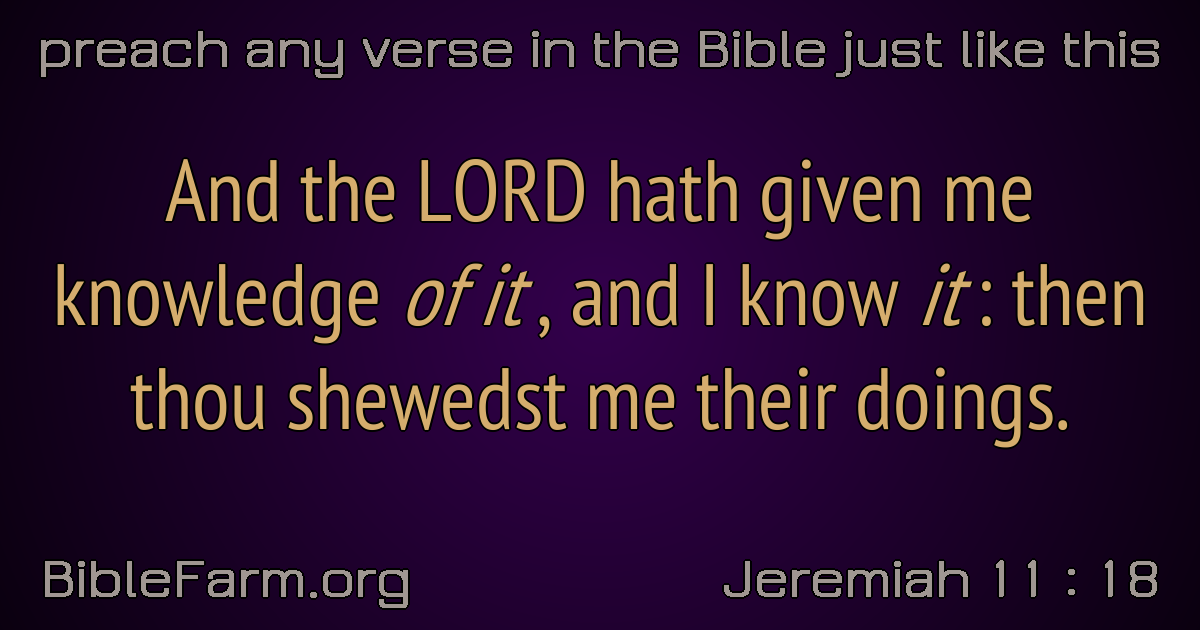 preach any verse in the Bible just like this
And the LORD hath given me
knowledge of it , and I know it : then
thou shewedst me their doings.
BibleFarm.org
Jeremiah 11 : 18